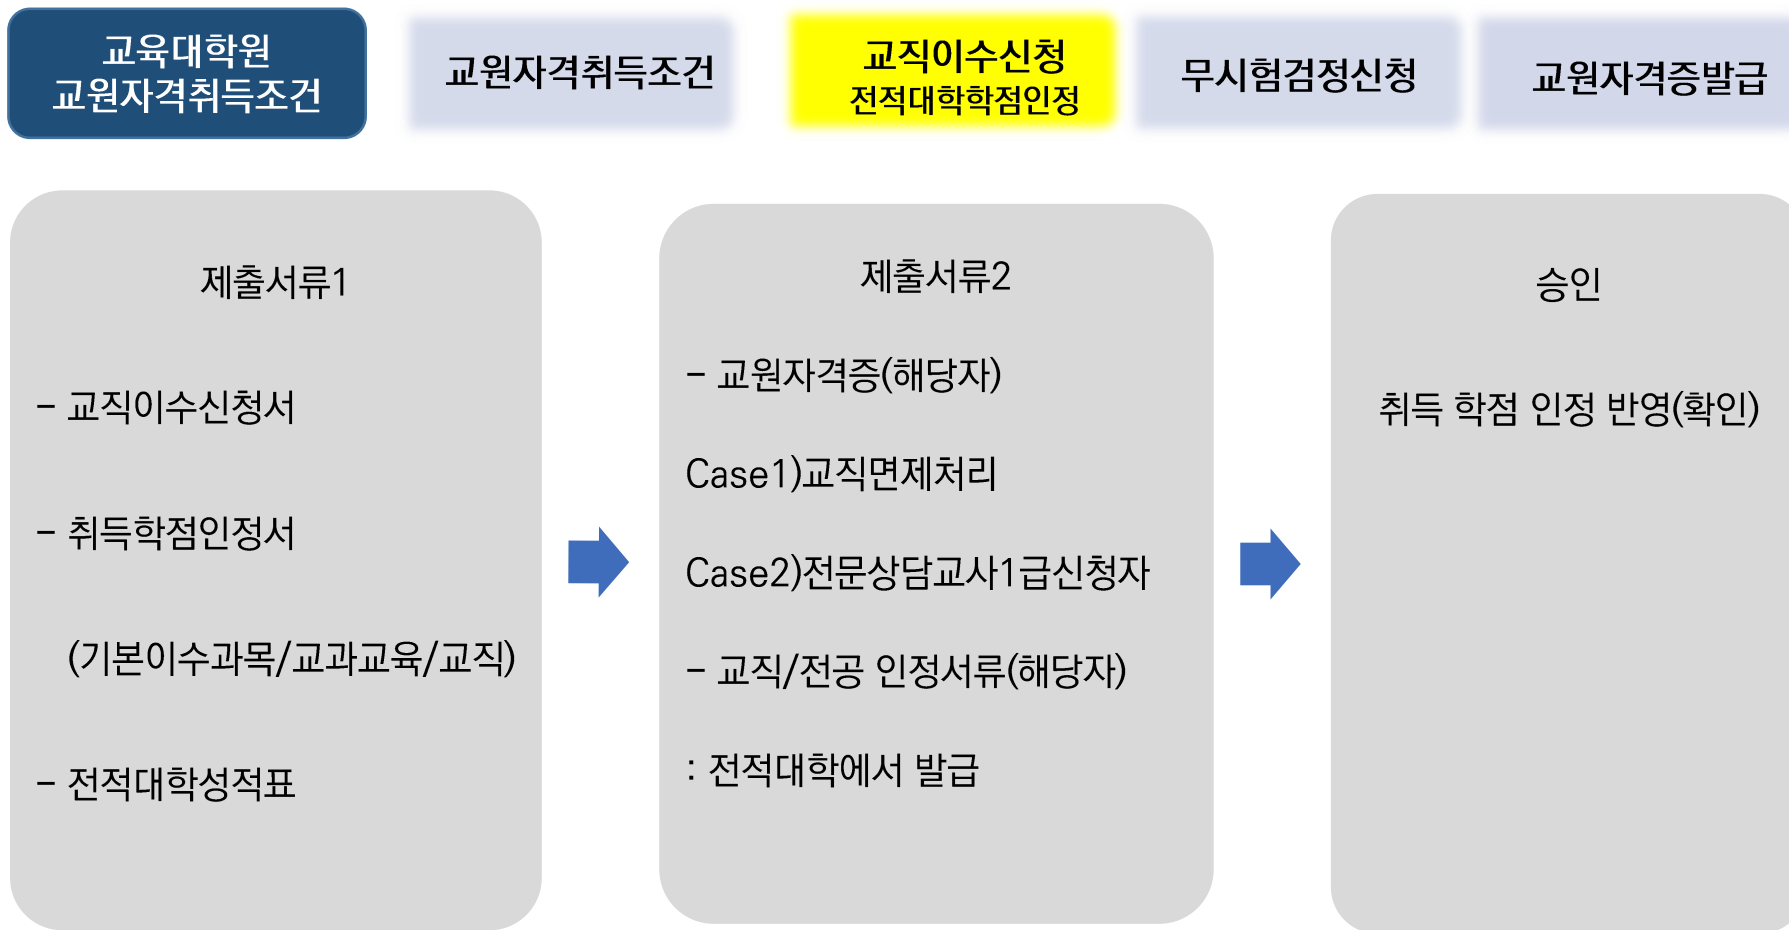 교육대학원
교원자격취득조건
교원자격취득조건
교직이수신청
전적대학학점인정
무시험검정신청
교원자격증발급
제출서류1
- 교직이수신청서
- 취득학점인정서
(기본이수과목/교과교육/교직)
- 전적대학성적표
제출서류2
- 교원자격증(해당자)
Case1)교직면제처리
Case2)전문상담교사1급신청자
- 교직/전공 인정서류(해당자)
: 전적대학에서 발급
승인
취득 학점 인정 반영(확인)